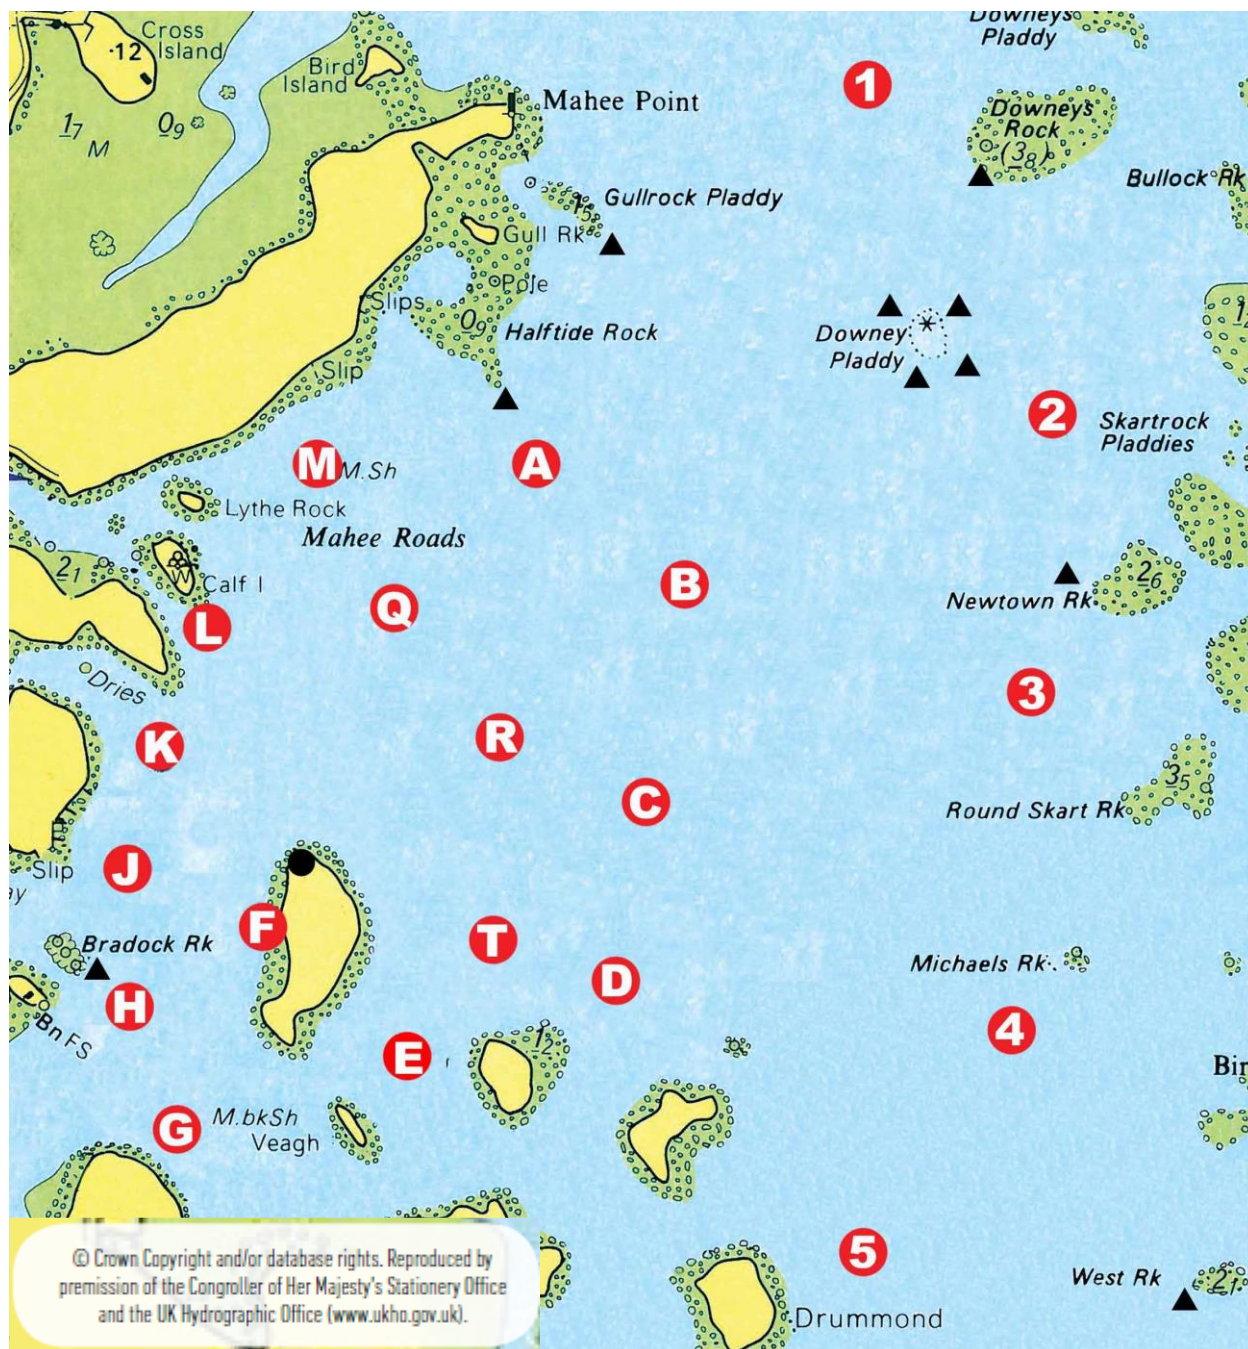 Cross
Island
12
Bird
Island
Downeys
Pladdy
1
Mahee Point
Downeys
Rock
(38)
17
M
09
Gullrock Pladdy
15
Bullock Rk
Gull Rk
Pole
Slips
09
Halftide Rock
Downey
Pladdy
Slip
2
Skartrock
Pladdies
M
M.Sh
A
Lythe Rock
Mahee Roads
21
W
Calf I
B
Newtown Rk
26
Q
L
Dries
3
K
R
C
35
Round Skart Rk
Slip
J
ay
F
Bradock Rk
T
D
Michaels Rk
H
Bn FS
4
E
12
Bir
G
M.bkSh
Veagh
5
West Rk
21
Drummond
© Crown Copyright and/or database rights. Reproduced by
premission of the Congroller of Her Majesty's Stationery Office
and the UK Hydrographic Office (www.ukho.gov.uk).